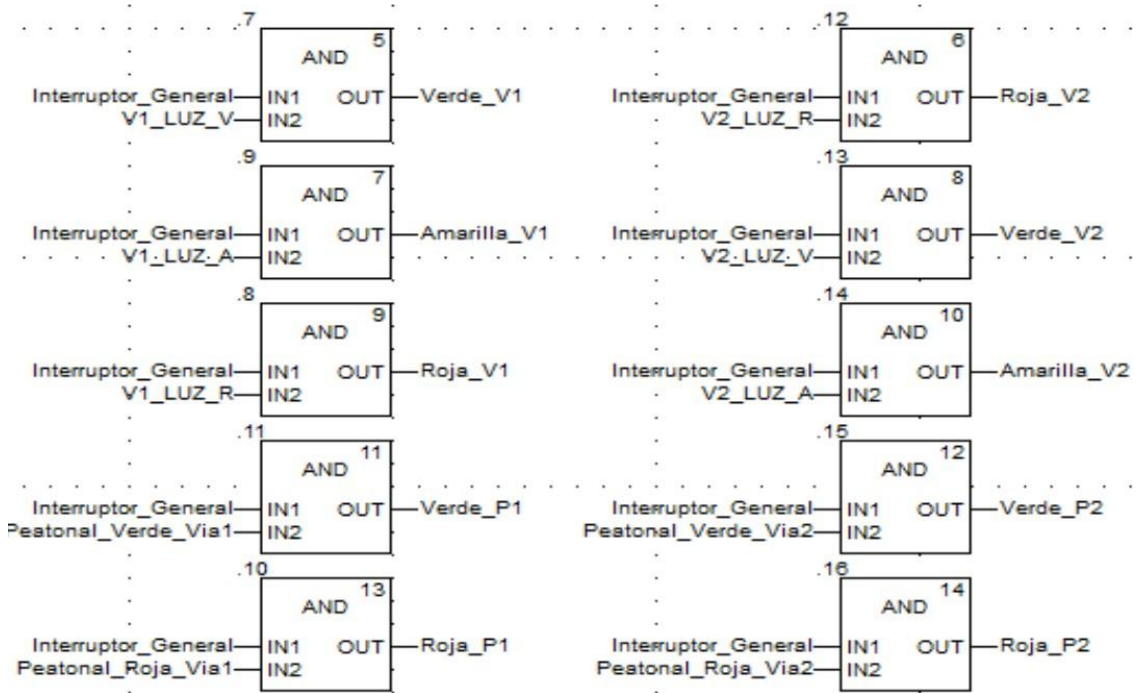 .7 .12
5 6
AND AND
Interruptor_General IN1 OUT Verde_V1 Interruptor_General IN1 OUT Roja_V2
V1_LUZ_V IN2 V2_LUZ_R IN2
.9 .13
7 8
AND AND
Interruptor_General IN1 OUT Amarilla_V1 Interruptor_General IN1 OUT Verde_V2
V1_LUZ_A IN2 V2_LUZ_V IN2
.8 .14
9 10
AND AND
Interruptor_General IN1 OUT Roja_V1 Interruptor_General IN1 OUT Amarilla_V2
V1_LUZ_R IN2 V2_LUZ_A IN2
.11 .15
11 12
AND AND
Interruptor_General IN1 OUT Verde_P1 Interruptor_General IN1 OUT Verde_P2
Peatonal_Verde_Via1 IN2 Peatonal_Verde_Via2 IN2
.10 .16
13 14
AND AND
Interruptor_General IN1 OUT Roja_P1 Interruptor_General IN1 OUT Roja_P2
Peatonal_Roja_Via1 IN2 Peatonal_Roja_Via2 IN2